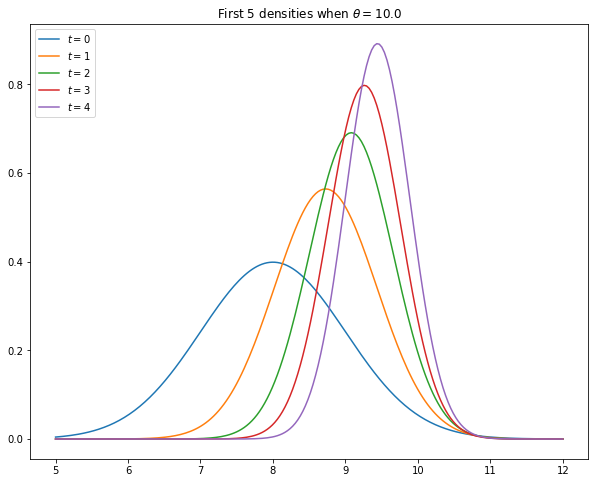 First 5 densities when θ = 10.0
t = 0
t = 1
t = 2
t = 3
t = 4
0.8
0.6
0.4
0.2
0.0
5 6 7 8 9 10 11 12